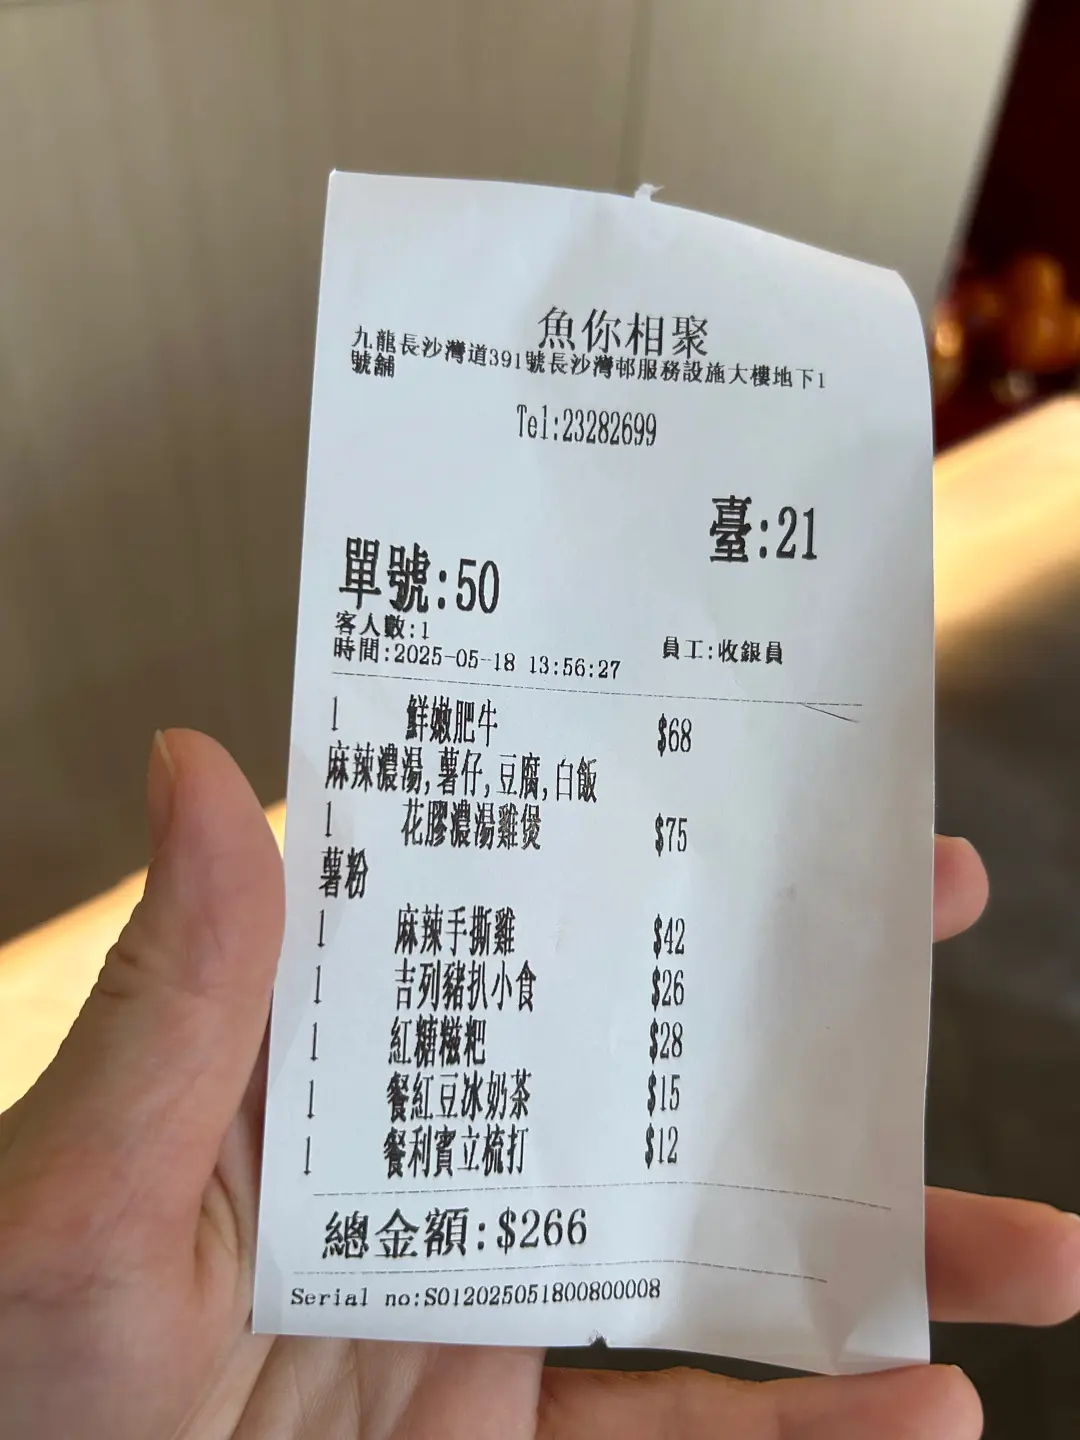 魚你相聚
九龍長沙灣道391號長沙灣邨服務設施大樓地下1
號舖
Tel:23282699
臺:21
單號:50
客人數:1
員工:收銀員
時間:2025-05-18 13:56:27
1 鮮嫩肥牛 $68
麻辣濃湯,薯仔,豆腐,白飯
1 花膠濃湯雞煲 $75
薯粉
1 麻辣手撕雞 $42
1 吉列豬扒小食 $26
1 紅糖糍粑 $28
1 餐紅豆冰奶茶 $15
1 餐利賓立梳打 $12
總金額:$266
Serial no:S01202505180080008